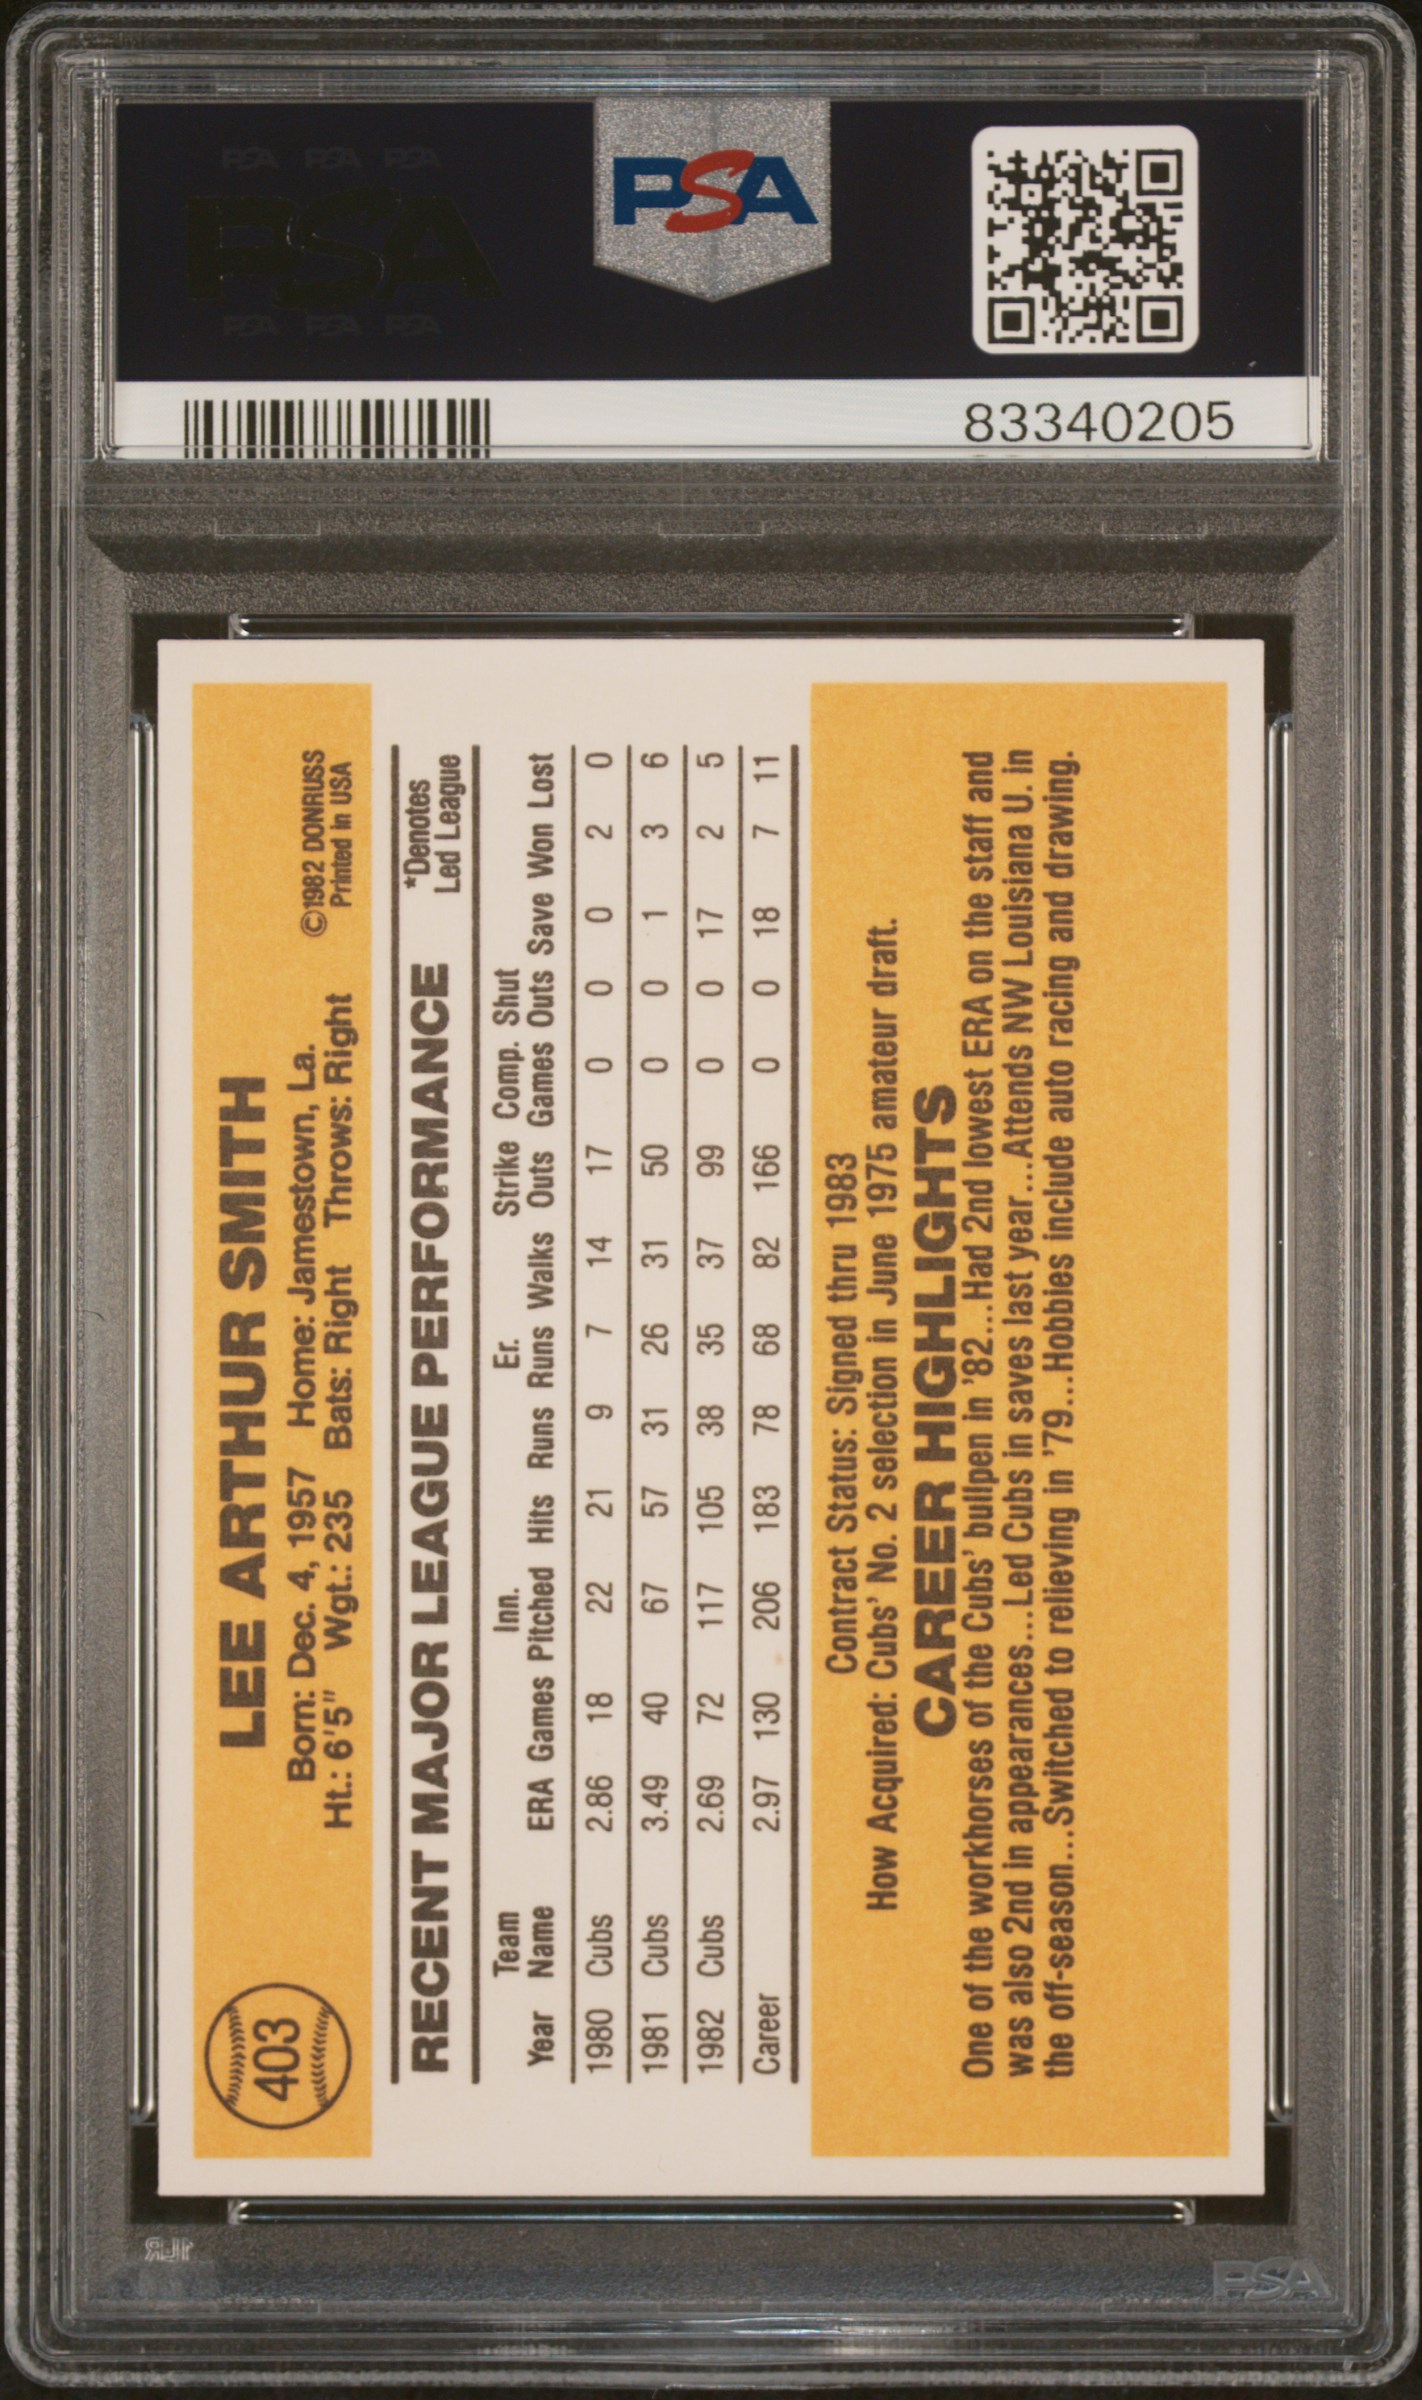 PSA PSA PSA
PSA
PSA PSA PSA
PSA
83340205
403
LEE ARTHUR SMITH
Born: Dec. 4, 1957 Home: Jamestown, La. ©1982 DONRUSS
Ht.: 6'5" Wgt.: 235 Bats: Right Throws: Right Printed In USA
RECENT MAJOR LEAGUE PERFORMANCE *Denotes Led League
Team Inn. Er. Strike Comp. Shut
Year Name ERA Games Pitched Hits Runs Runs Walks Outs Games Outs Save Won Lost
1980 Cubs 2.86 18 22 21 9 7 14 17 0 0 0 2 0
1981 Cubs 3.49 40 67 57 31 26 31 50 0 0 1 3 6
1982 Cubs 2.69 72 117 105 38 35 37 99 0 0 17 2 5
Career 2.97 130 206 183 78 68 82 166 0 0 18 7 11
Contract Status: Signed thru 1983
How Acquired: Cubs' No. 2 selection in June 1975 amateur draft.
CAREER HIGHLIGHTS
One of the workhorses of the Cubs' bullpen in '82...Had 2nd lowest ERA on the staff and
was also 2nd in appearances...Led Cubs in saves last year...Attends NW Louisiana U. in
the off-season...Switched to relieving in '79...Hobbies include auto racing and drawing.
PSA